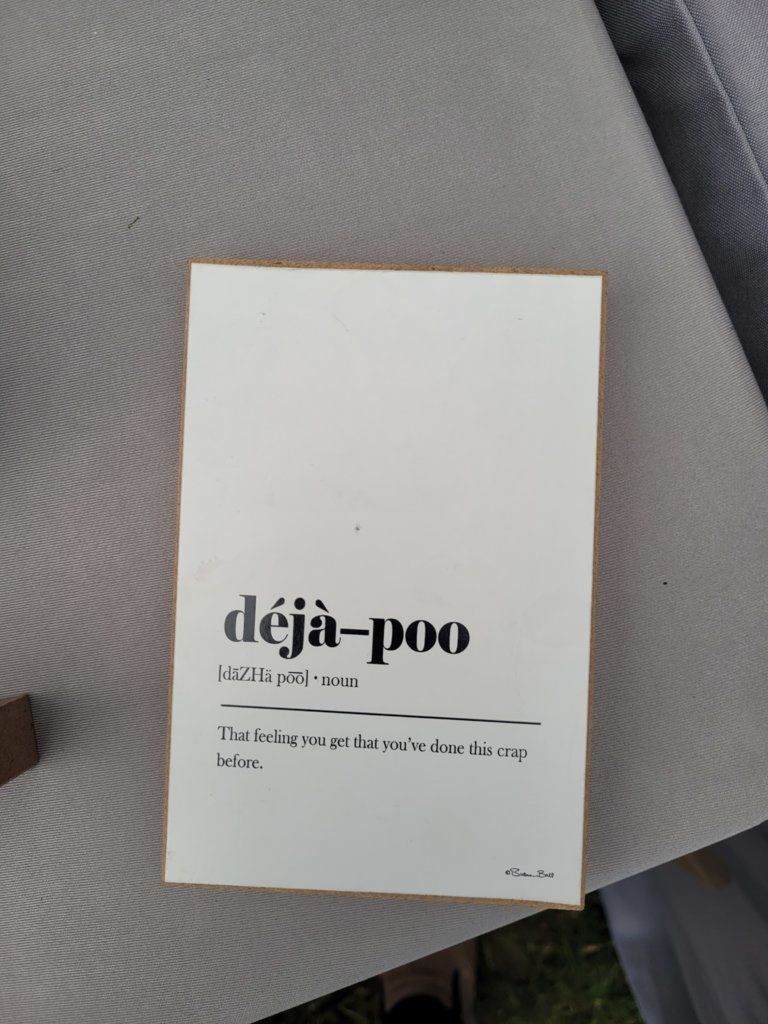 déjà–poo
[dāZHä po͞o] • noun
That feeling you get that you've done this crap
before.
©